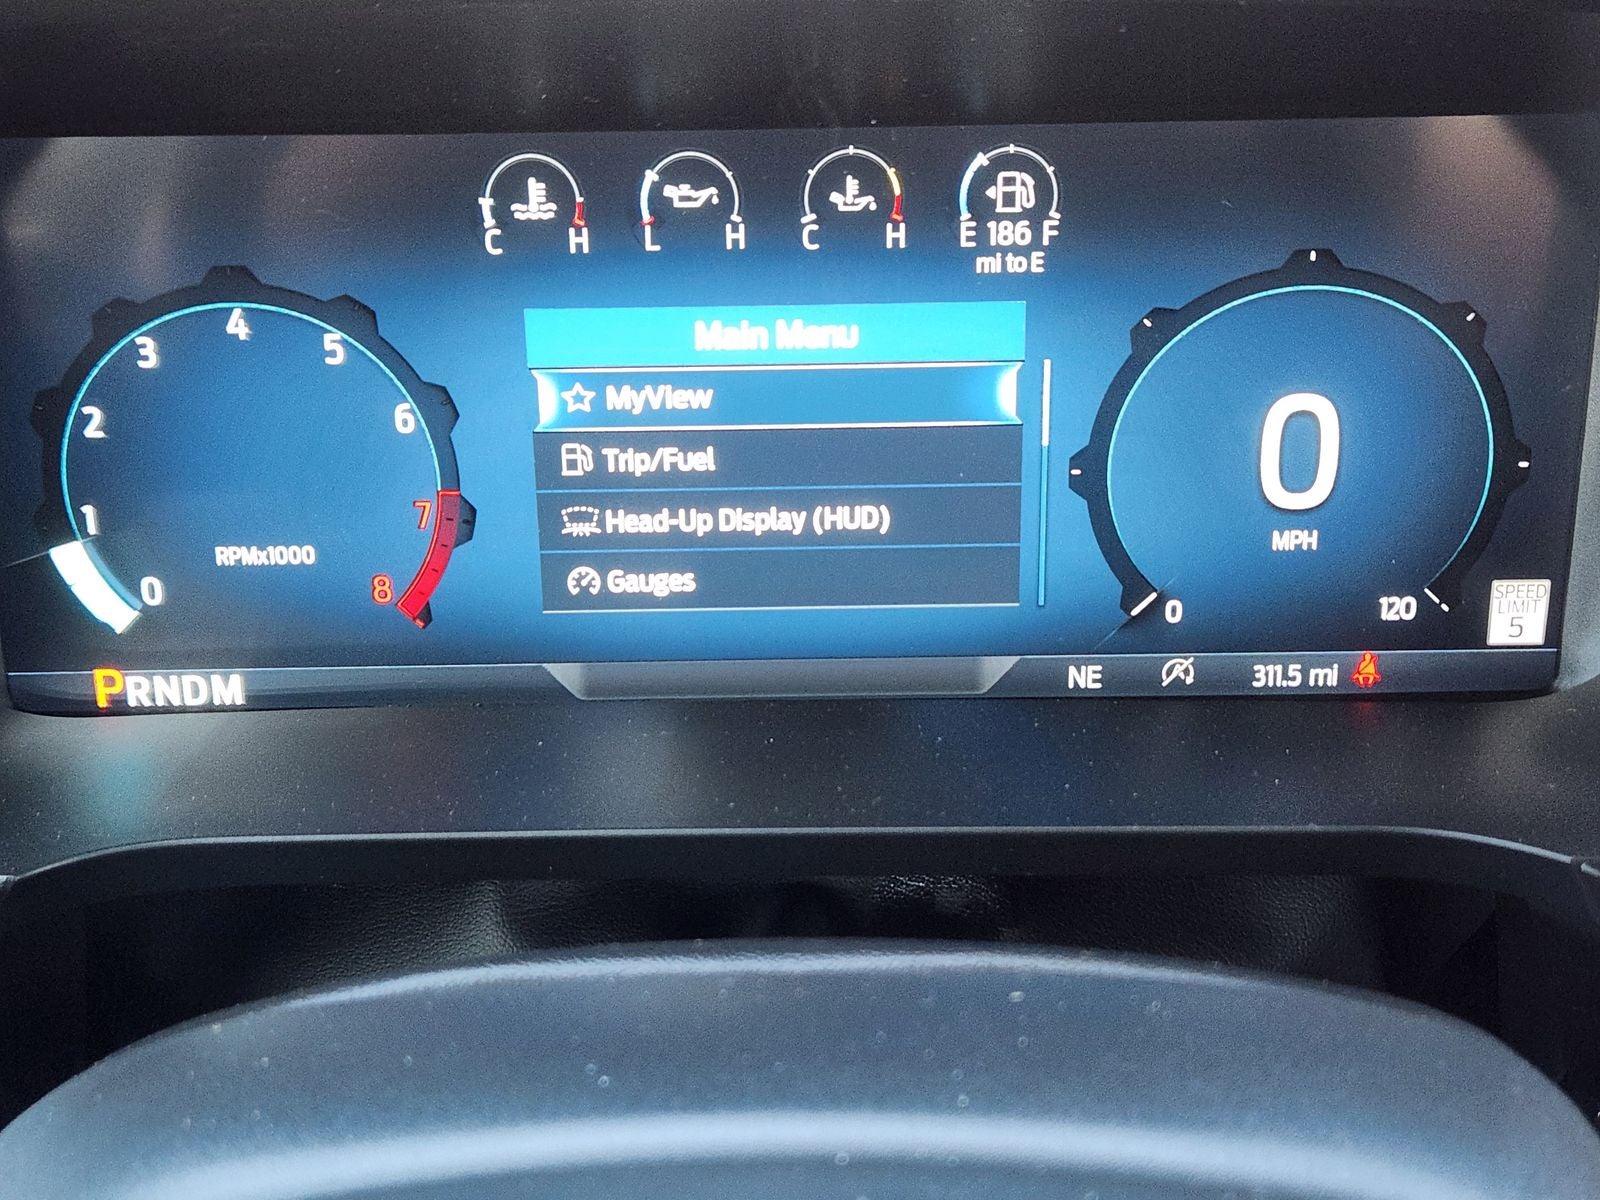 C H
L H
C H
E 186 F
mi to E
Main Menu
MyView
Trip/Fuel
Head-Up Display (HUD)
Gauges
0
1
2
3
4
5
6
7
8
RPMx1000
0
MPH
0
120
SPEED
LIMIT
5
PRNDM
NE
311.5 mi